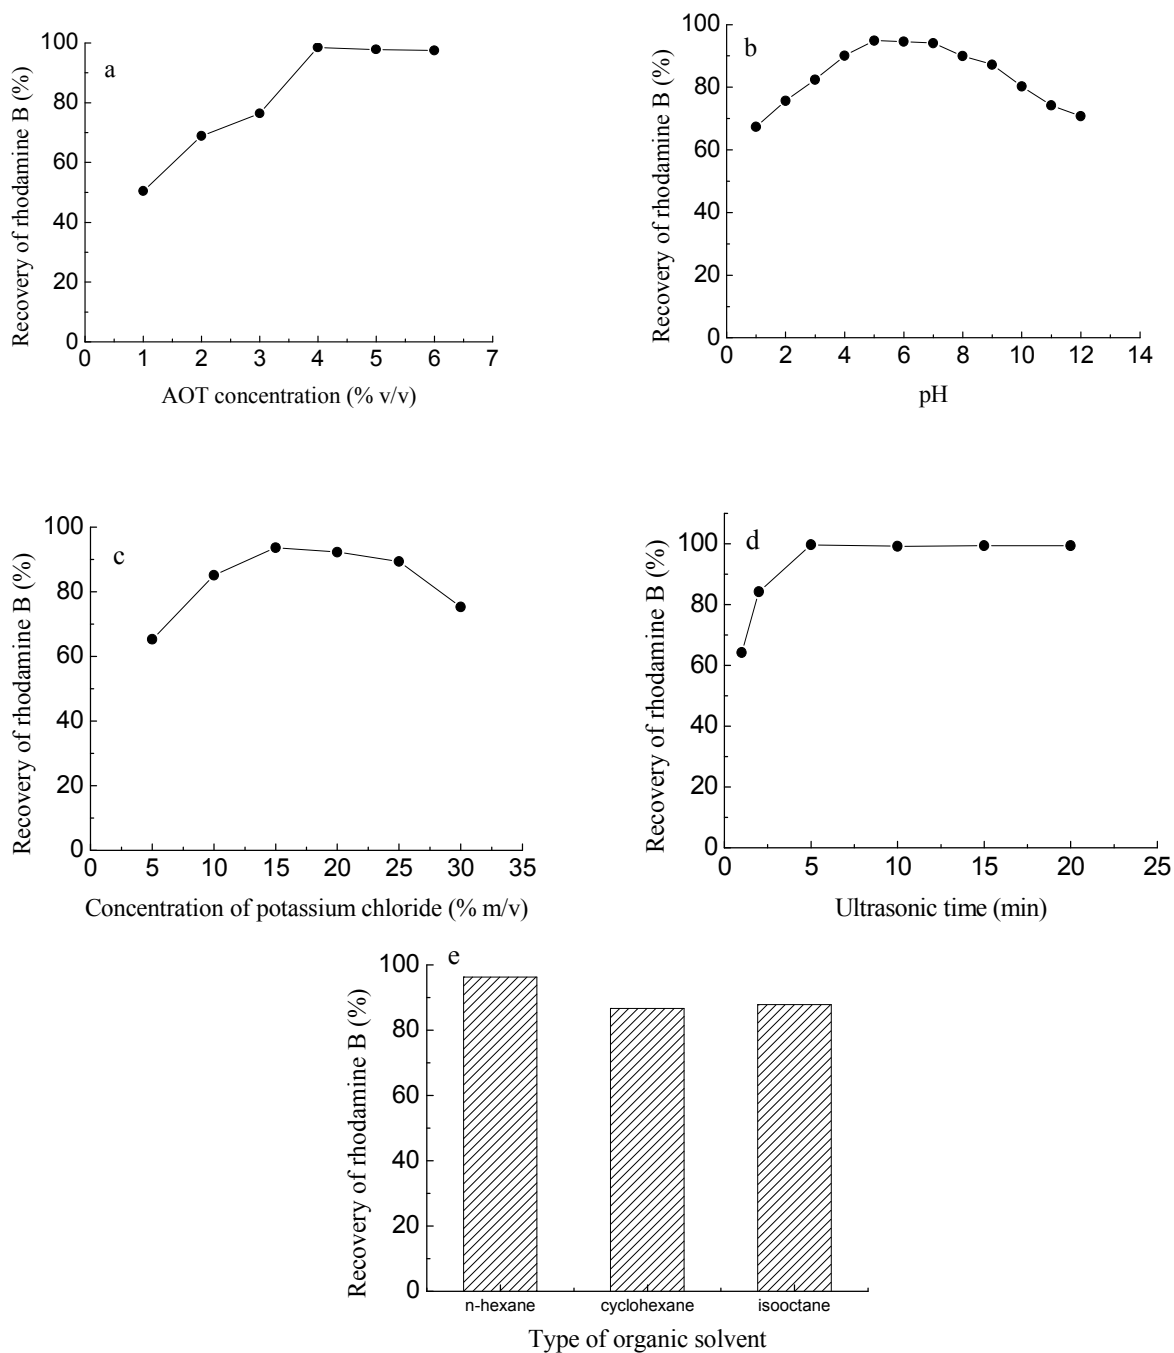 a
Recovery of rhodamine B (%)
100
80
60
40
20
0
0 1 2 3 4 5 6 7
AOT concentration (% v/v)
b
Recovery of rhodamine B (%)
100
80
60
40
20
0
0 2 4 6 8 10 12 14
pH
c
Recovery of rhodamine B (%)
100
80
60
40
20
0
0 5 10 15 20 25 30 35
Concentration of potassium chloride (% m/v)
d
Recovery of rhodamine B (%)
100
80
60
40
20
0
0 5 10 15 20 25
Ultrasonic time (min)
e
Recovery of rhodamine B (%)
100
80
60
40
20
0
n-hexane cyclohexane isooctane
Type of organic solvent